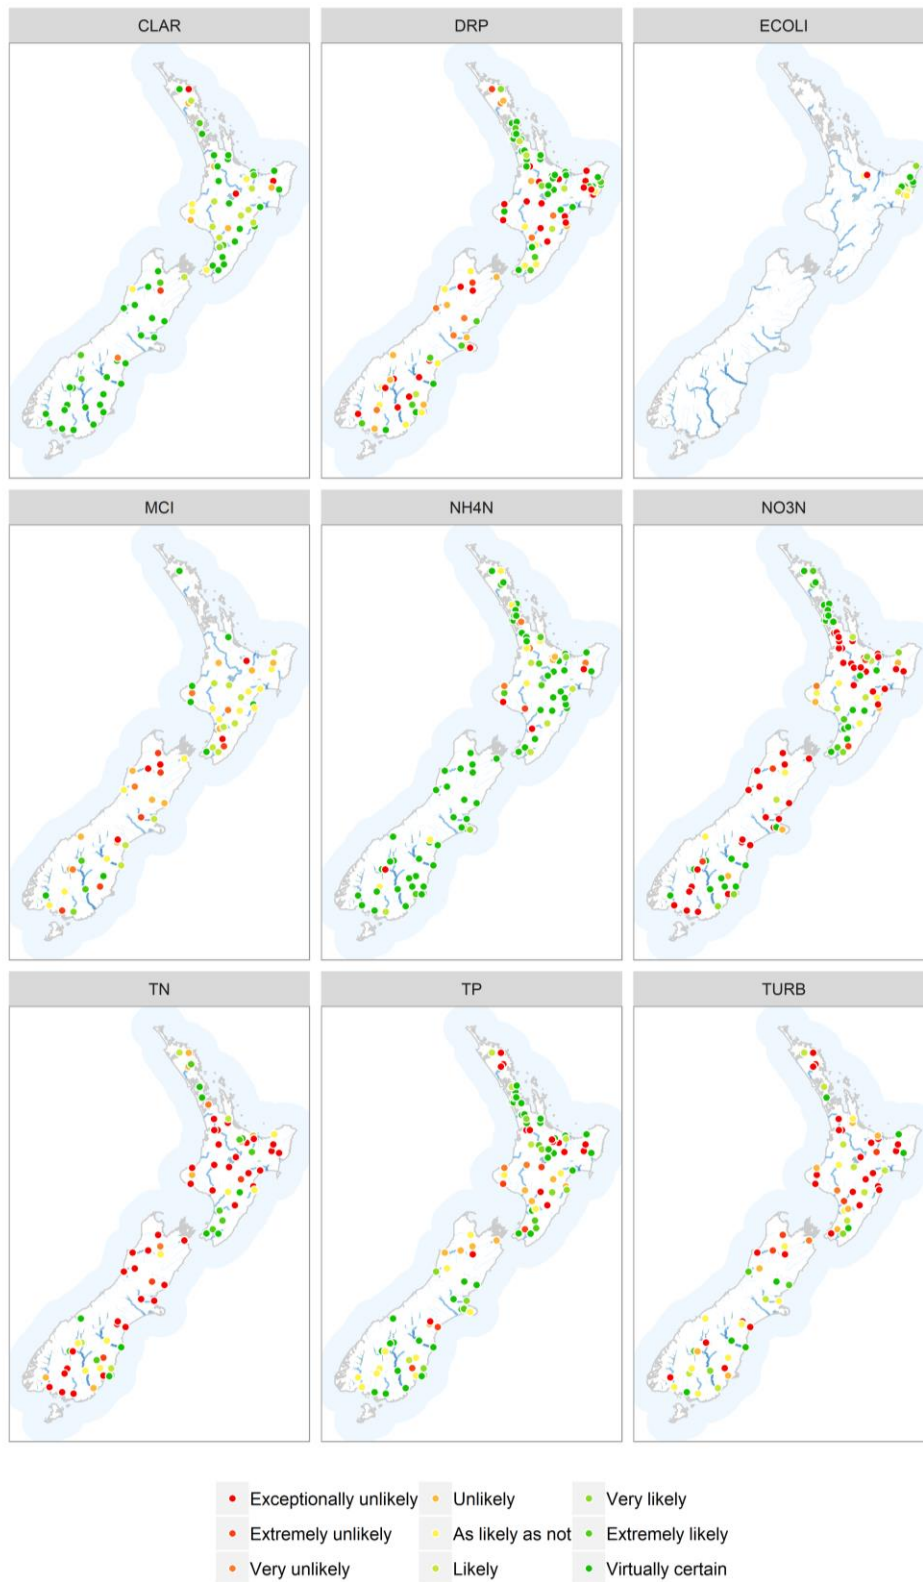 CLAR DRP ECOLI
MCI NH4N NO3N
TN TP TURB
Exceptionally unlikely Unlikely Very likely
Extremely unlikely As likely as not Extremely likely
Very unlikely Likely Virtually certain